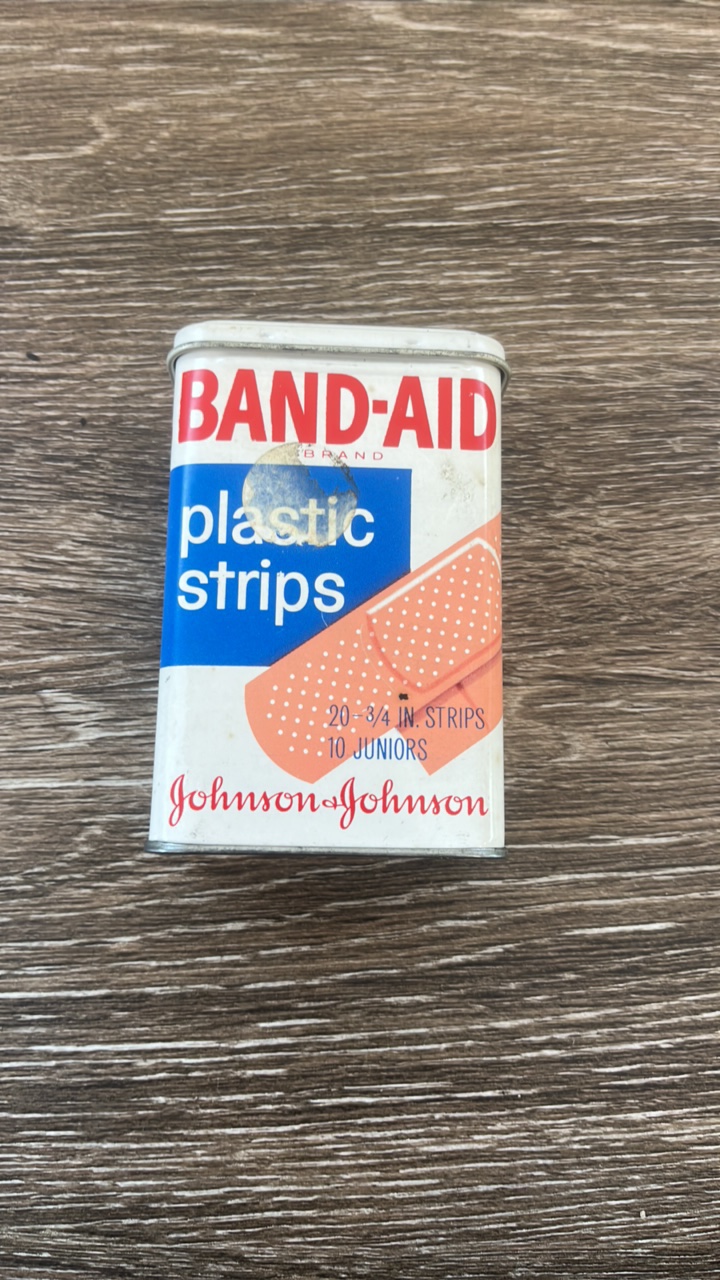 BAND-AID
BRAND
plastic
strips
20-3/4 IN. STRIPS
10 JUNIORS
Johnson & Johnson